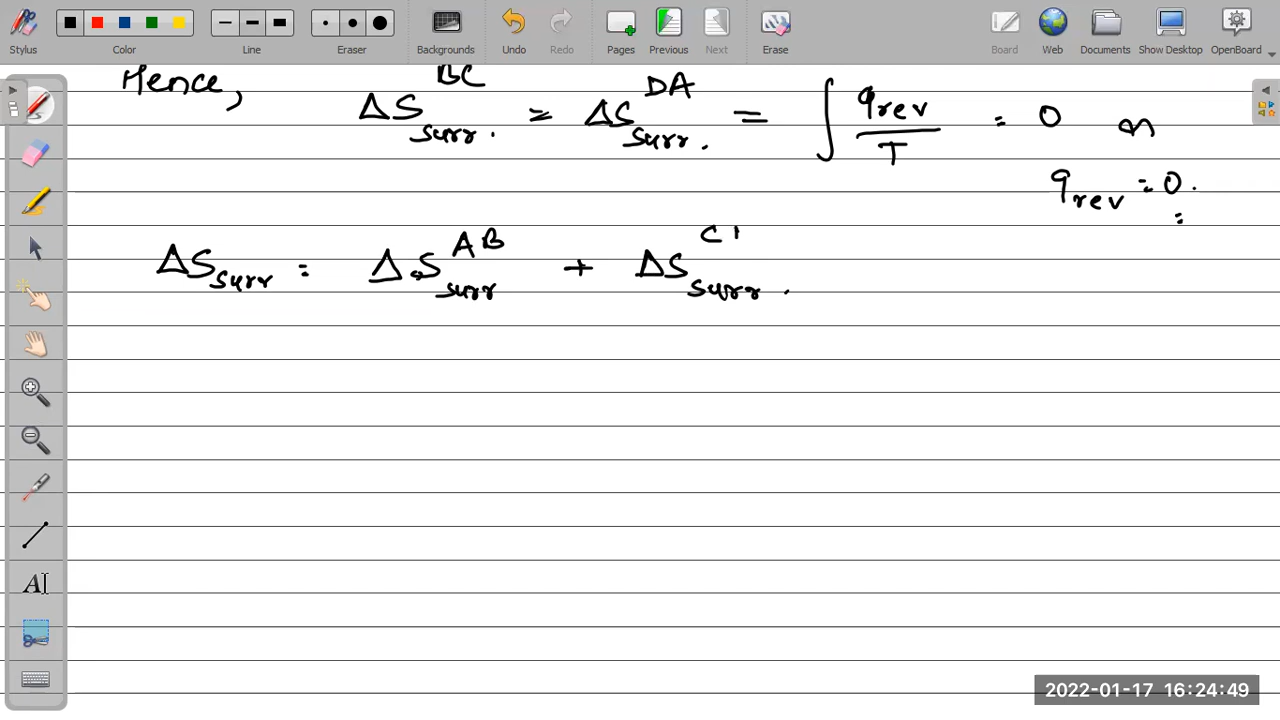 Stylus Color Line Eraser Backgrounds Undo Redo Pages Previous Next Erase Board Web Documents Show Desktop OpenBoard
Hence, ΔS_surr.^BC = ΔS_surr.^DA = ∫ q_rev / T = 0 as
q_rev = 0.
ΔS_surr = ΔS_surr^AB + ΔS_surr.^C
2022-01-17 16:24:49